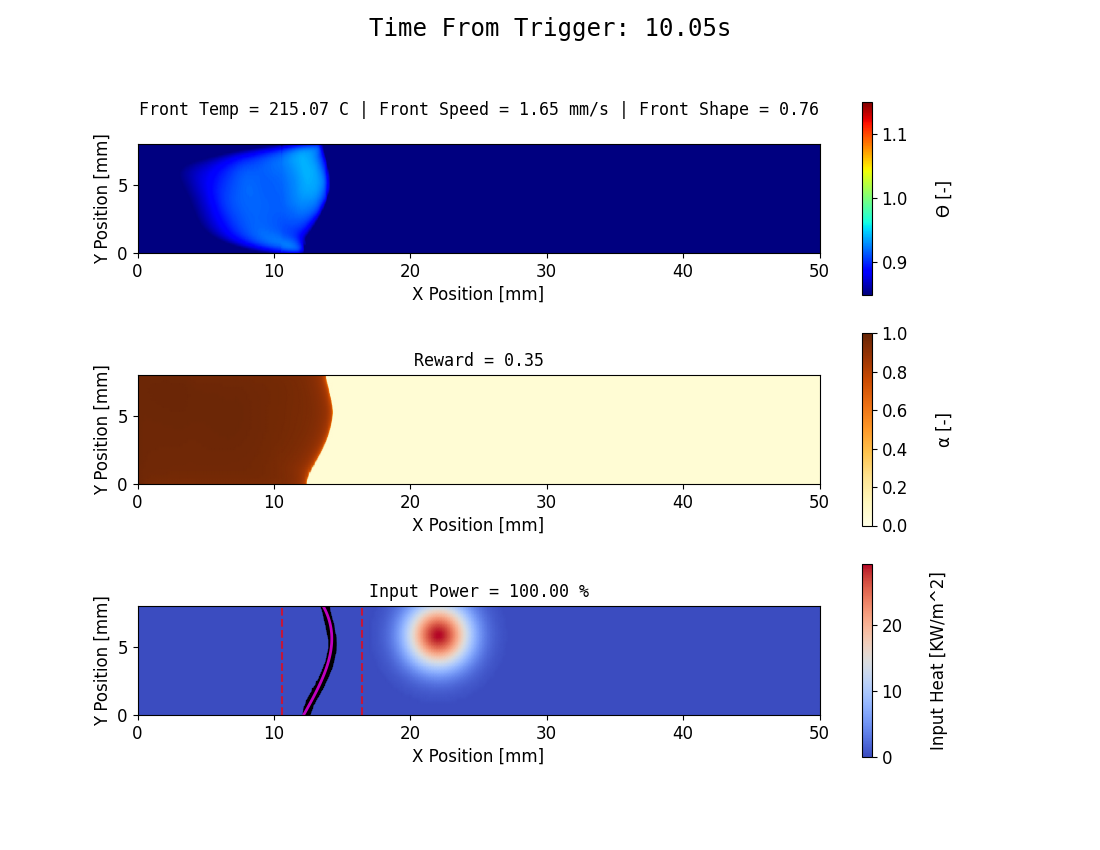 Time From Trigger: 10.05s
Front Temp = 215.07 C | Front Speed = 1.65 mm/s | Front Shape = 0.76
Y Position [mm]
5
0
0 10 20 30 40 50
X Position [mm]
1.1
1.0
0.9
Θ [-]
Reward = 0.35
Y Position [mm]
5
0
0 10 20 30 40 50
X Position [mm]
1.0
0.8
0.6
0.4
0.2
0.0
α [-]
Input Power = 100.00 %
Y Position [mm]
5
0
0 10 20 30 40 50
X Position [mm]
20
10
0
Input Heat [KW/m^2]